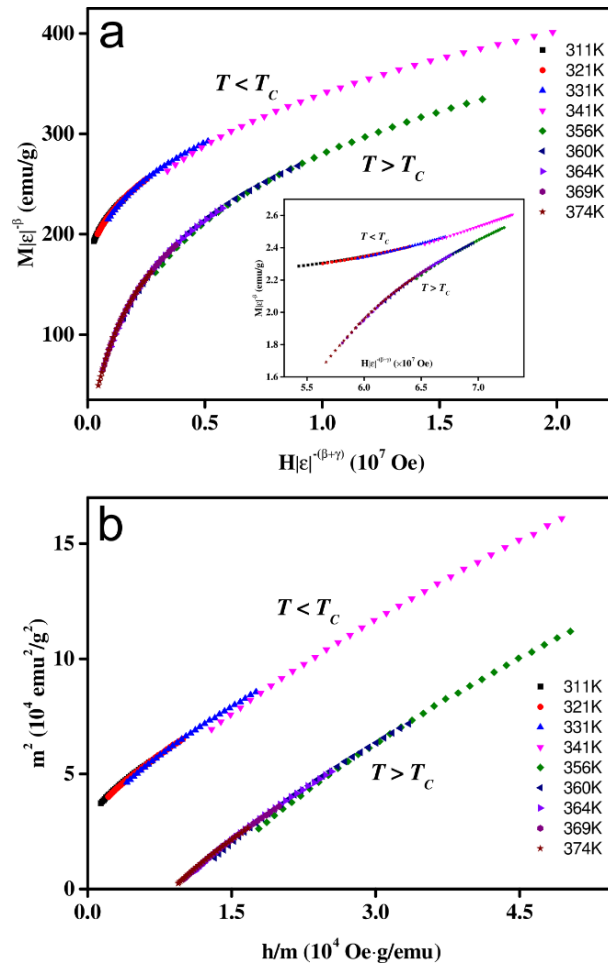 a
M|ε|^-β (emu/g)
400
300
200
100
T < T_C
T > T_C
311K
321K
331K
341K
356K
360K
364K
369K
374K
M|ε|^-β (emu/g)
2.6
2.4
2.2
2.0
1.8
1.6
T < T_C
T > T_C
H|ε|^-(β+γ) (×10^7 Oe)
5.5 6.0 6.5 7.0
0.0 0.5 1.0 1.5 2.0
H|ε|^-(β+γ) (10^7 Oe)
b
m^2 (10^4 emu^2/g^2)
15
10
5
0
T < T_C
T > T_C
311K
321K
331K
341K
356K
360K
364K
369K
374K
0.0 1.5 3.0 4.5
h/m (10^4 Oe·g/emu)